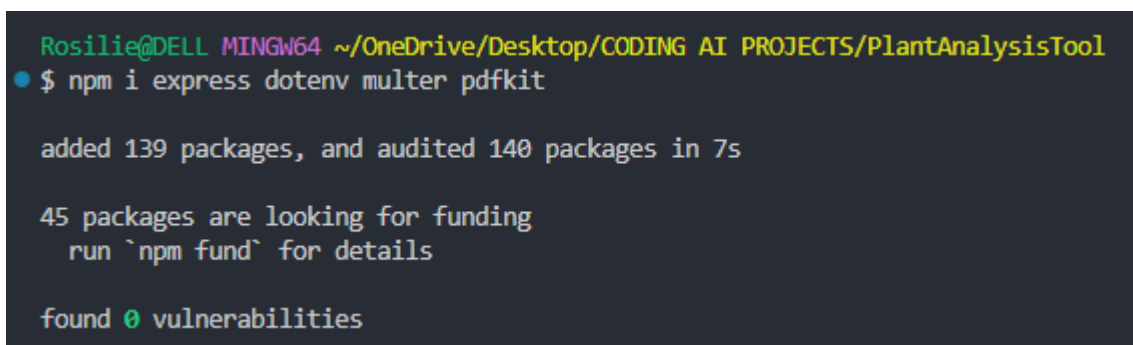 Rosilie@DELL MINGW64 ~/OneDrive/Desktop/CODING AI PROJECTS/PlantAnalysisTool
$ npm i express dotenv multer pdfkit
added 139 packages, and audited 140 packages in 7s
45 packages are looking for funding
run `npm fund` for details
found 0 vulnerabilities